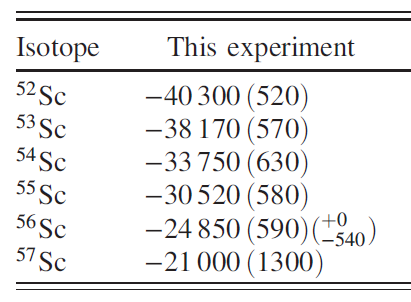 Isotope This experiment
⁵²Sc −40 300 (520)
⁵³Sc −38 170 (570)
⁵⁴Sc −33 750 (630)
⁵⁵Sc −30 520 (580)
⁵⁶Sc −24 850 (590)(⁺⁰₋₅₄₀)
⁵⁷Sc −21 000 (1300)